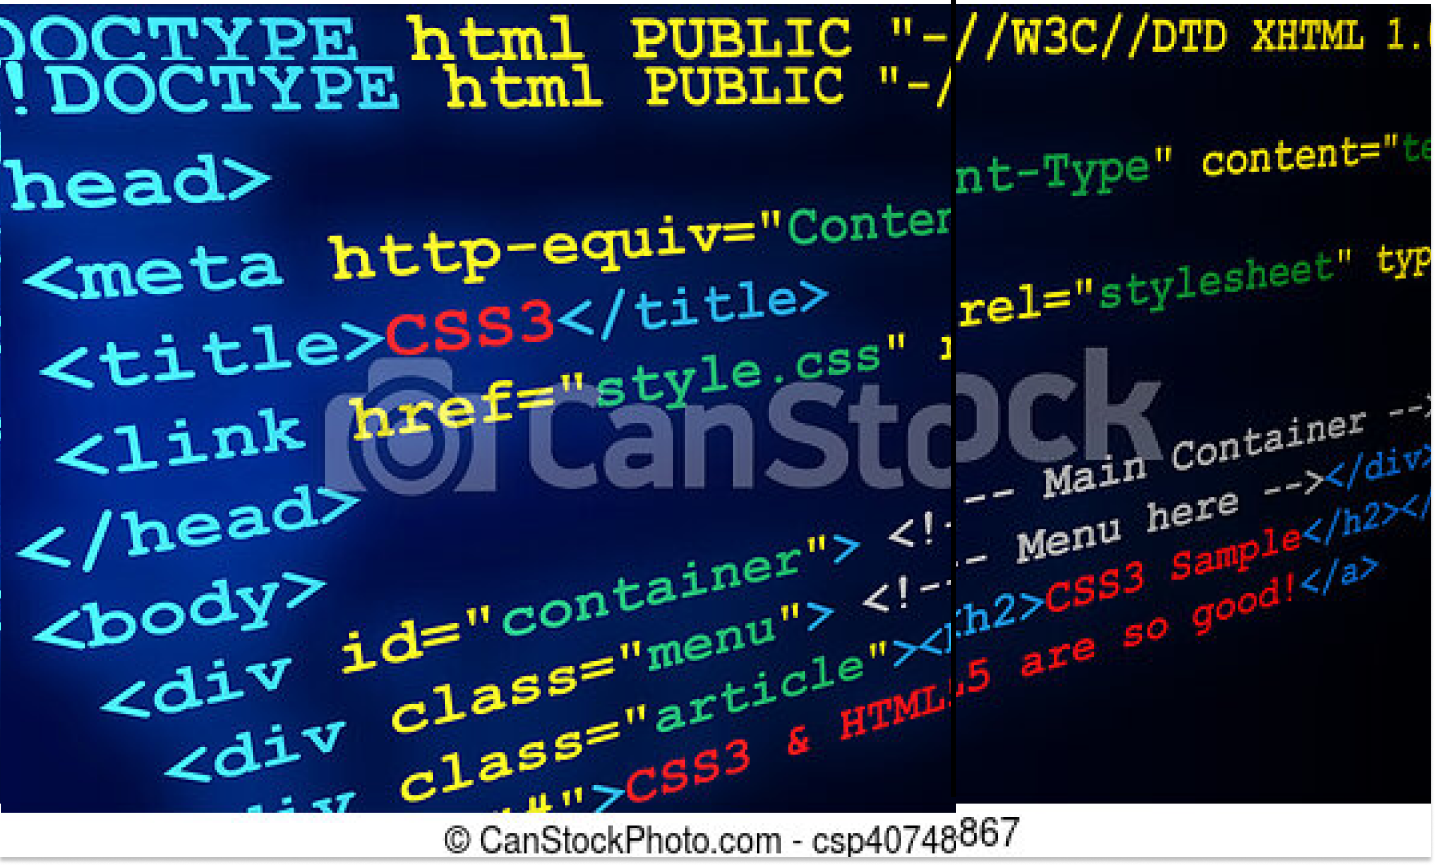 DOCTYPE html PUBLIC "-//W3C//DTD XHTML 1.
!DOCTYPE html PUBLIC "-/
head>
<meta http-equiv="Content-Type" content="te
<title>CSS3</title>
<link href="style.css" rel="stylesheet" typ
</head>
<body>
<div id="container"> <!-- Main Container -->
<div class="menu"> <!-- Menu here --></div>
div class="article"><h2>CSS3 Sample</h2></
"#">CSS3 & HTML5 are so good!</a>
CanStock
© CanStockPhoto.com - csp40748867